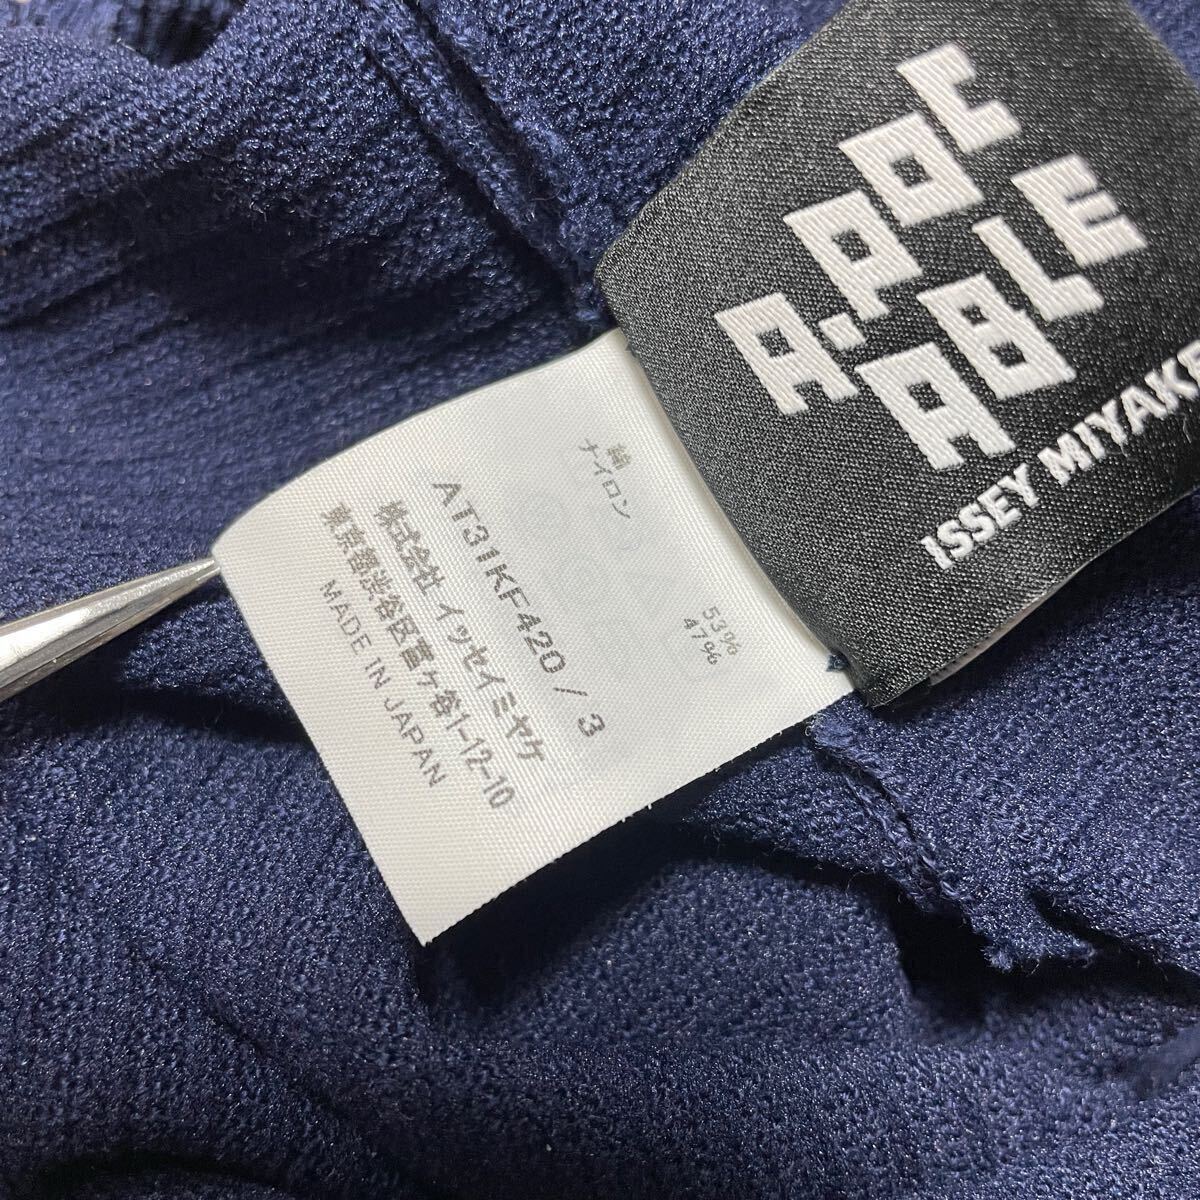 A-POC
ABLE
ISSEY MIYAKE
綿 53%
ナイロン 47%
AT31KF420 / 3
株式会社 イッセイミヤケ
東京都渋谷区富ヶ谷1-12-10
MADE IN JAPAN